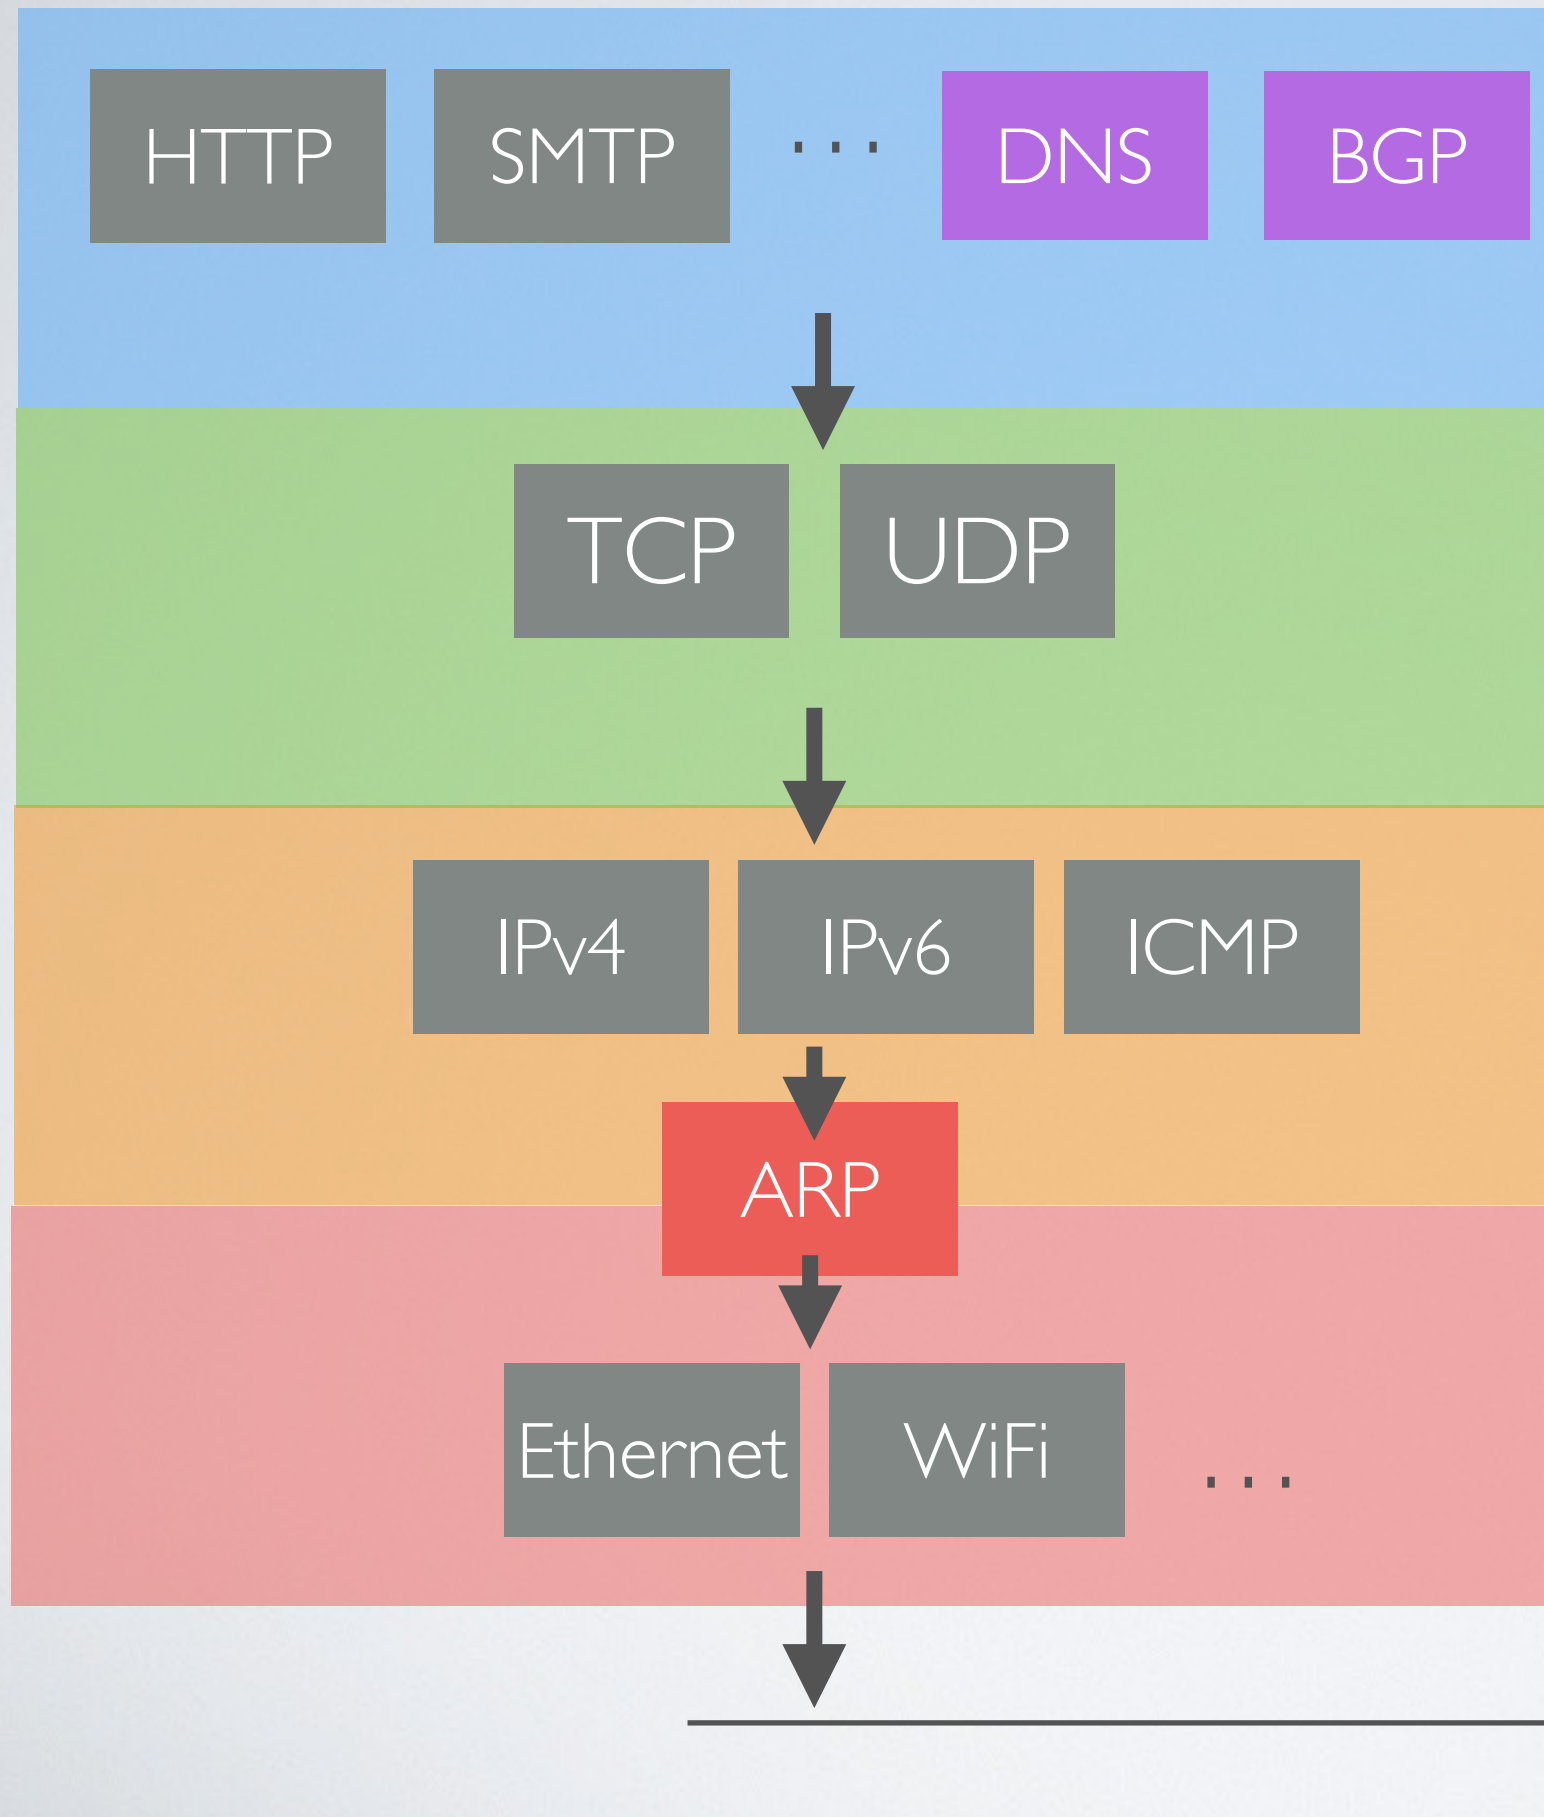 HTTP SMTP ... DNS BGP
TCP UDP
IPv4 IPv6 ICMP
ARP
Ethernet WiFi ...